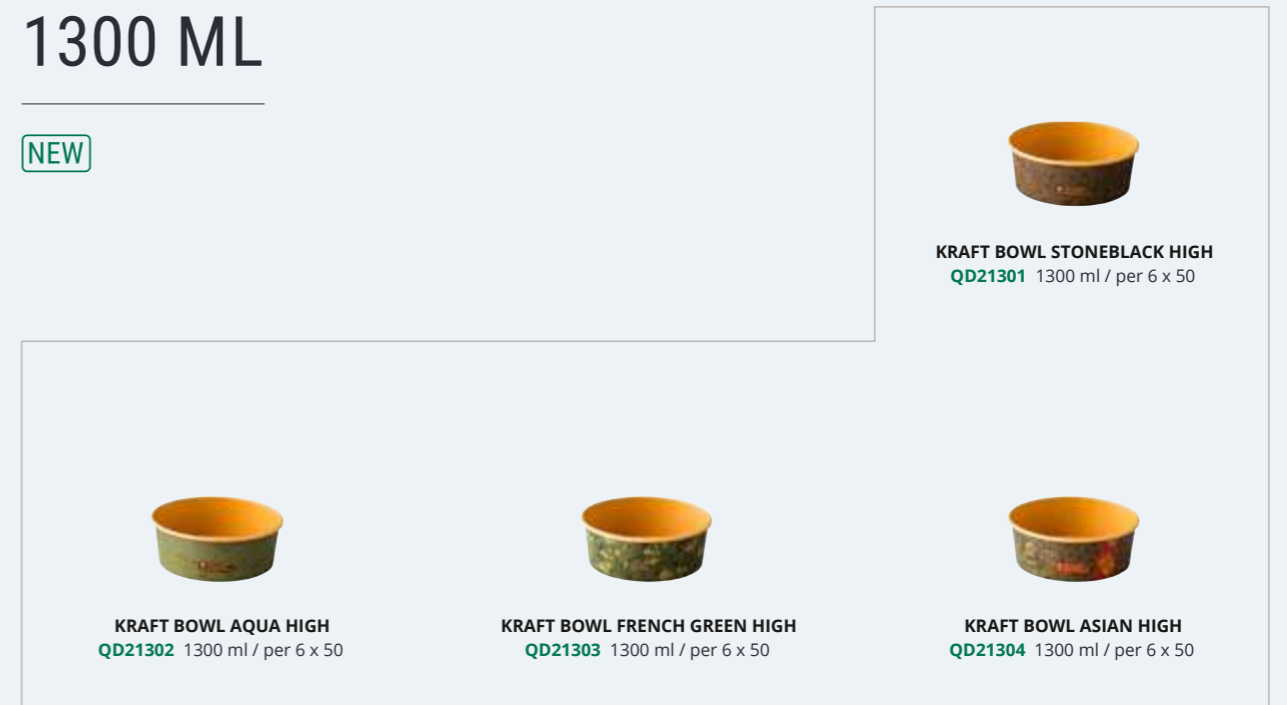 1300 ML
NEW
KRAFT BOWL STONEBLACK HIGH
QD21301 1300 ml / per 6 x 50
KRAFT BOWL AQUA HIGH
QD21302 1300 ml / per 6 x 50
KRAFT BOWL FRENCH GREEN HIGH
QD21303 1300 ml / per 6 x 50
KRAFT BOWL ASIAN HIGH
QD21304 1300 ml / per 6 x 50